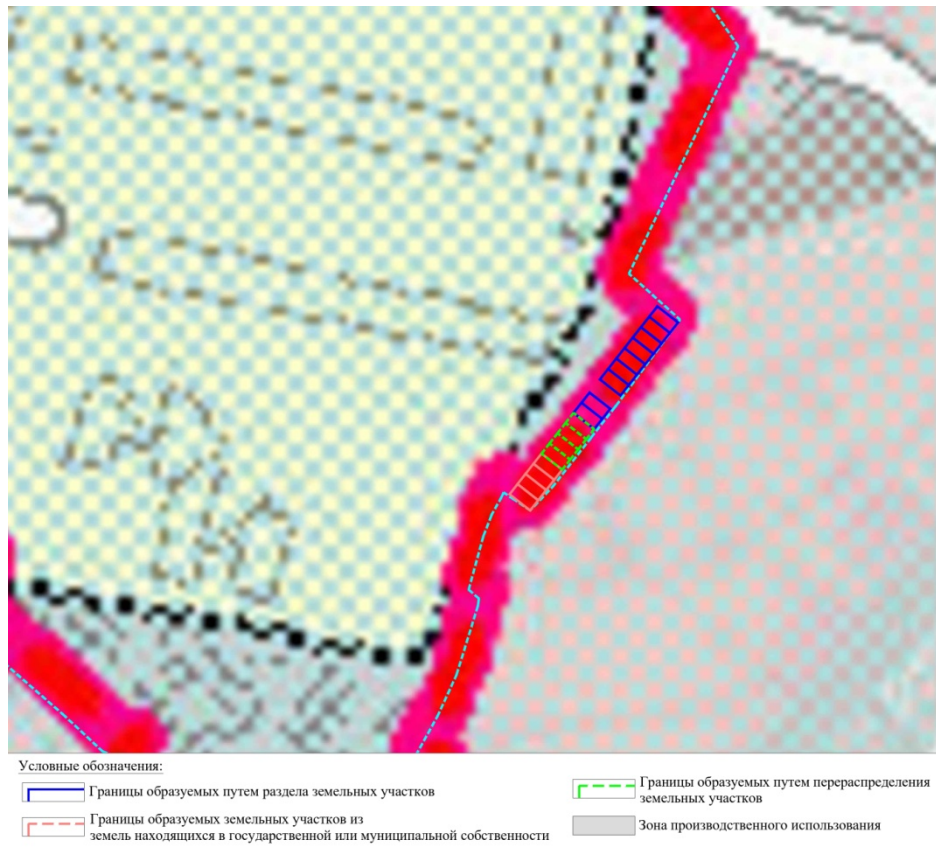 Условные обозначения:
Границы образуемых путем раздела земельных участков
Границы образуемых земельных участков из
земель находящихся в государственной или муниципальной собственности
Границы образуемых путем перераспределения
земельных участков
Зона производственного использования